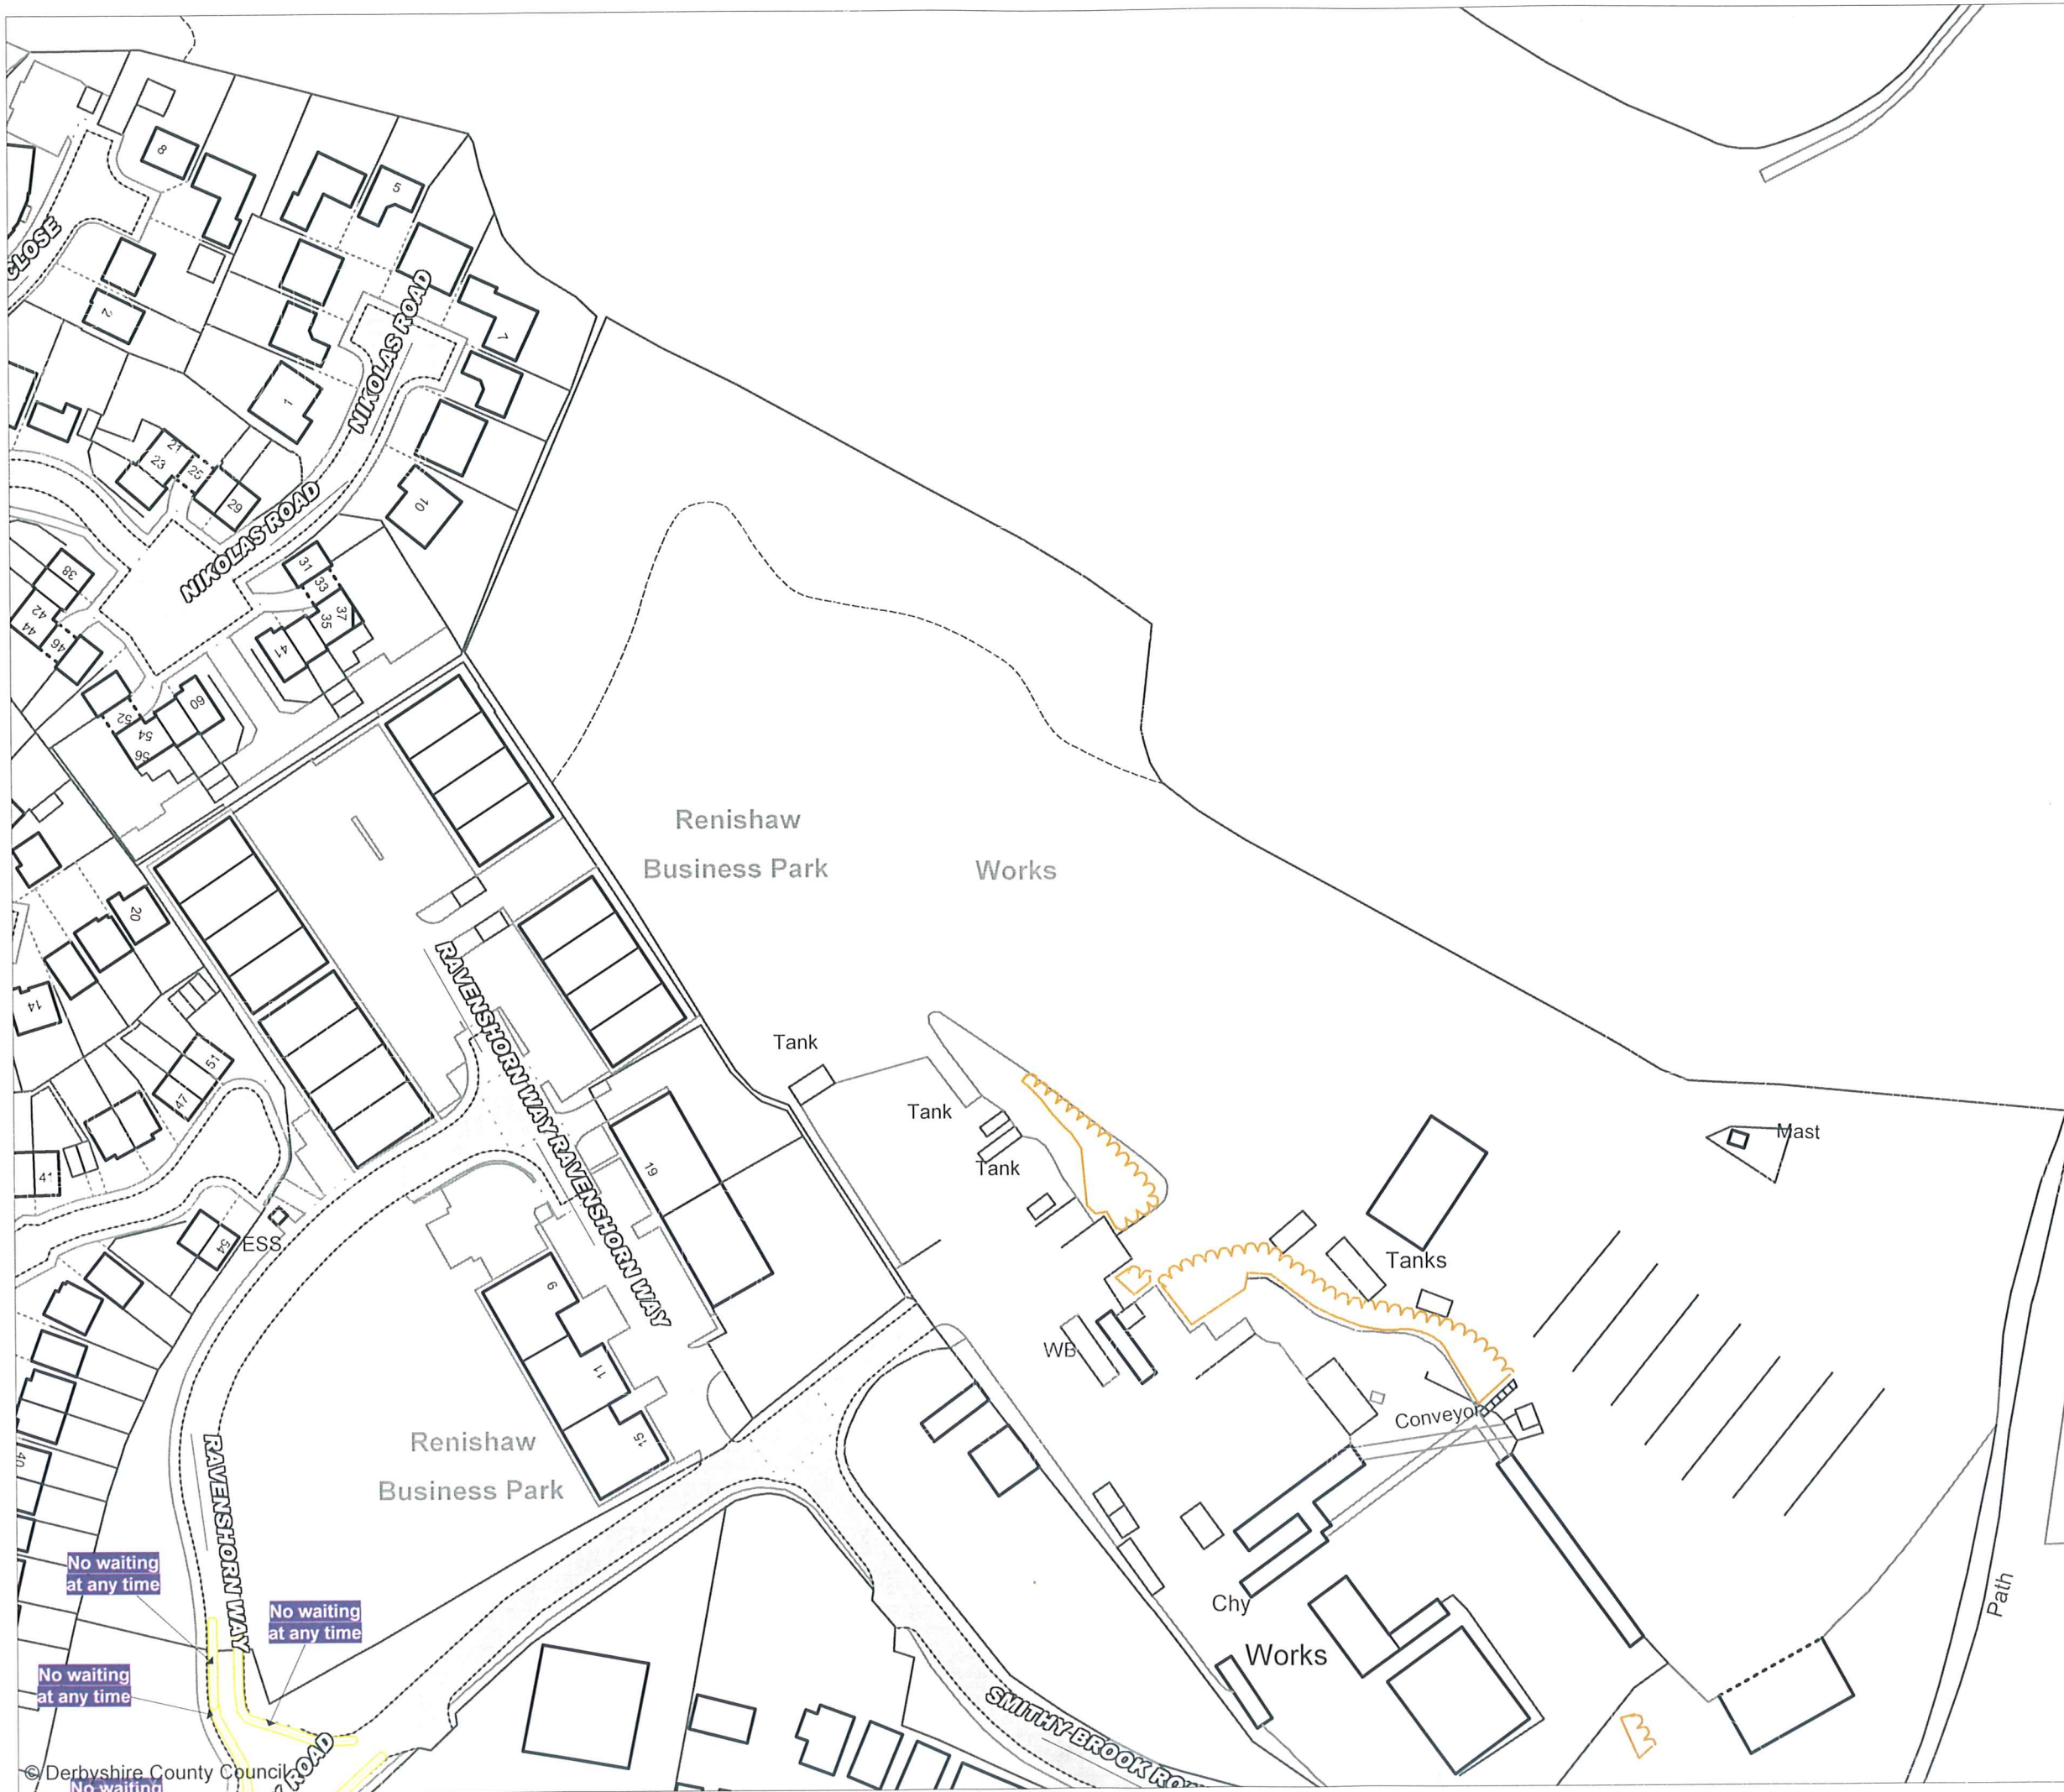 8
5
CLOSE
2
NIKOLAS ROAD
7
1
21
23
25
29
10
NIKOLAS ROAD
38
42
44
46
31
33
37
35
41
60
52
54
56
Renishaw
Business Park
Works
20
14
RAVENSHORN WAY
51
47
41
Tank
Tank
Tank
Mast
19
RAVENSHORN WAY
54
ESS
Tanks
6
11
15
WB
Conveyor
Renishaw
Business Park
40
RAVENSHORN WAY
No waiting
at any time
No waiting
at any time
No waiting
at any time
Chy
Works
Path
SMITHY BROOK RO
ROAD
© Derbyshire County Council.
No waiting